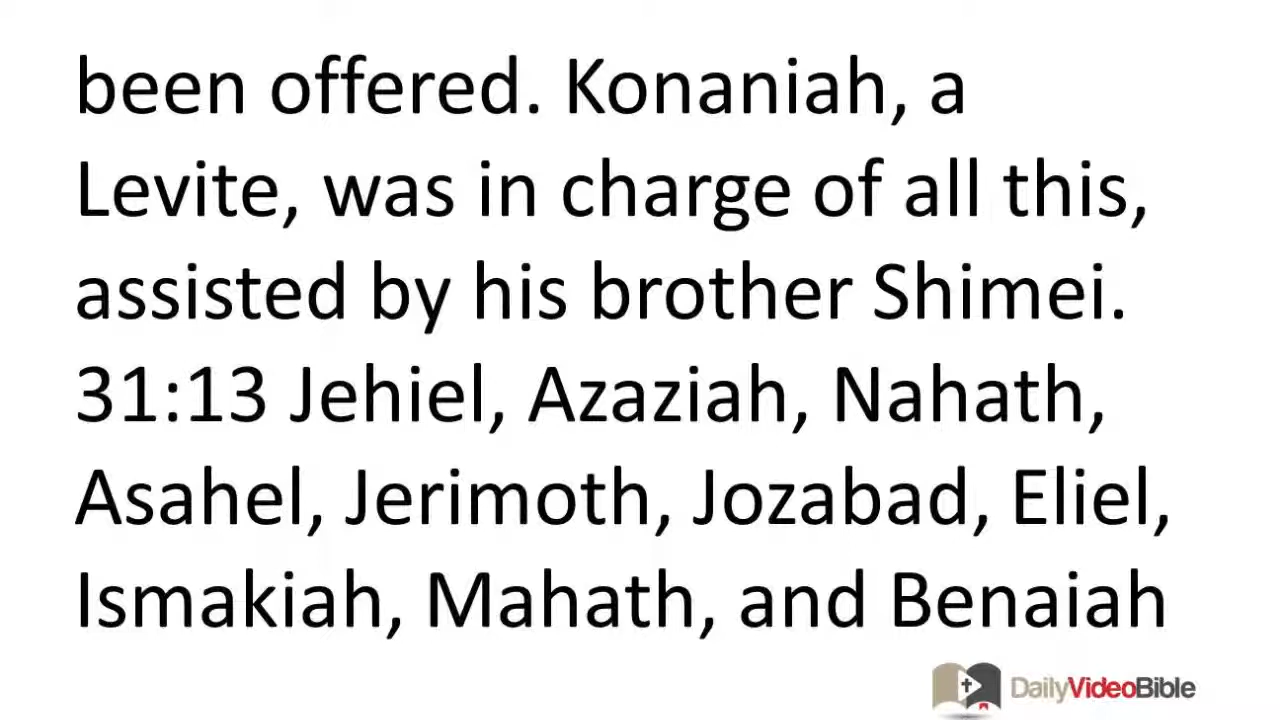 been offered. Konaniah, a
Levite, was in charge of all this,
assisted by his brother Shimei.
31:13 Jehiel, Azaziah, Nahath,
Asahel, Jerimoth, Jozabad, Eliel,
Ismakiah, Mahath, and Benaiah
DailyVideoBible